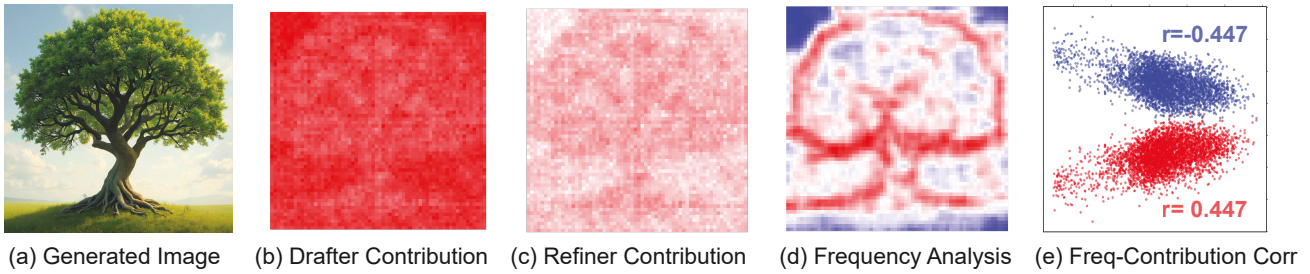 r=-0.447
r= 0.447
(a) Generated Image
(b) Drafter Contribution
(c) Refiner Contribution
(d) Frequency Analysis
(e) Freq-Contribution Corr